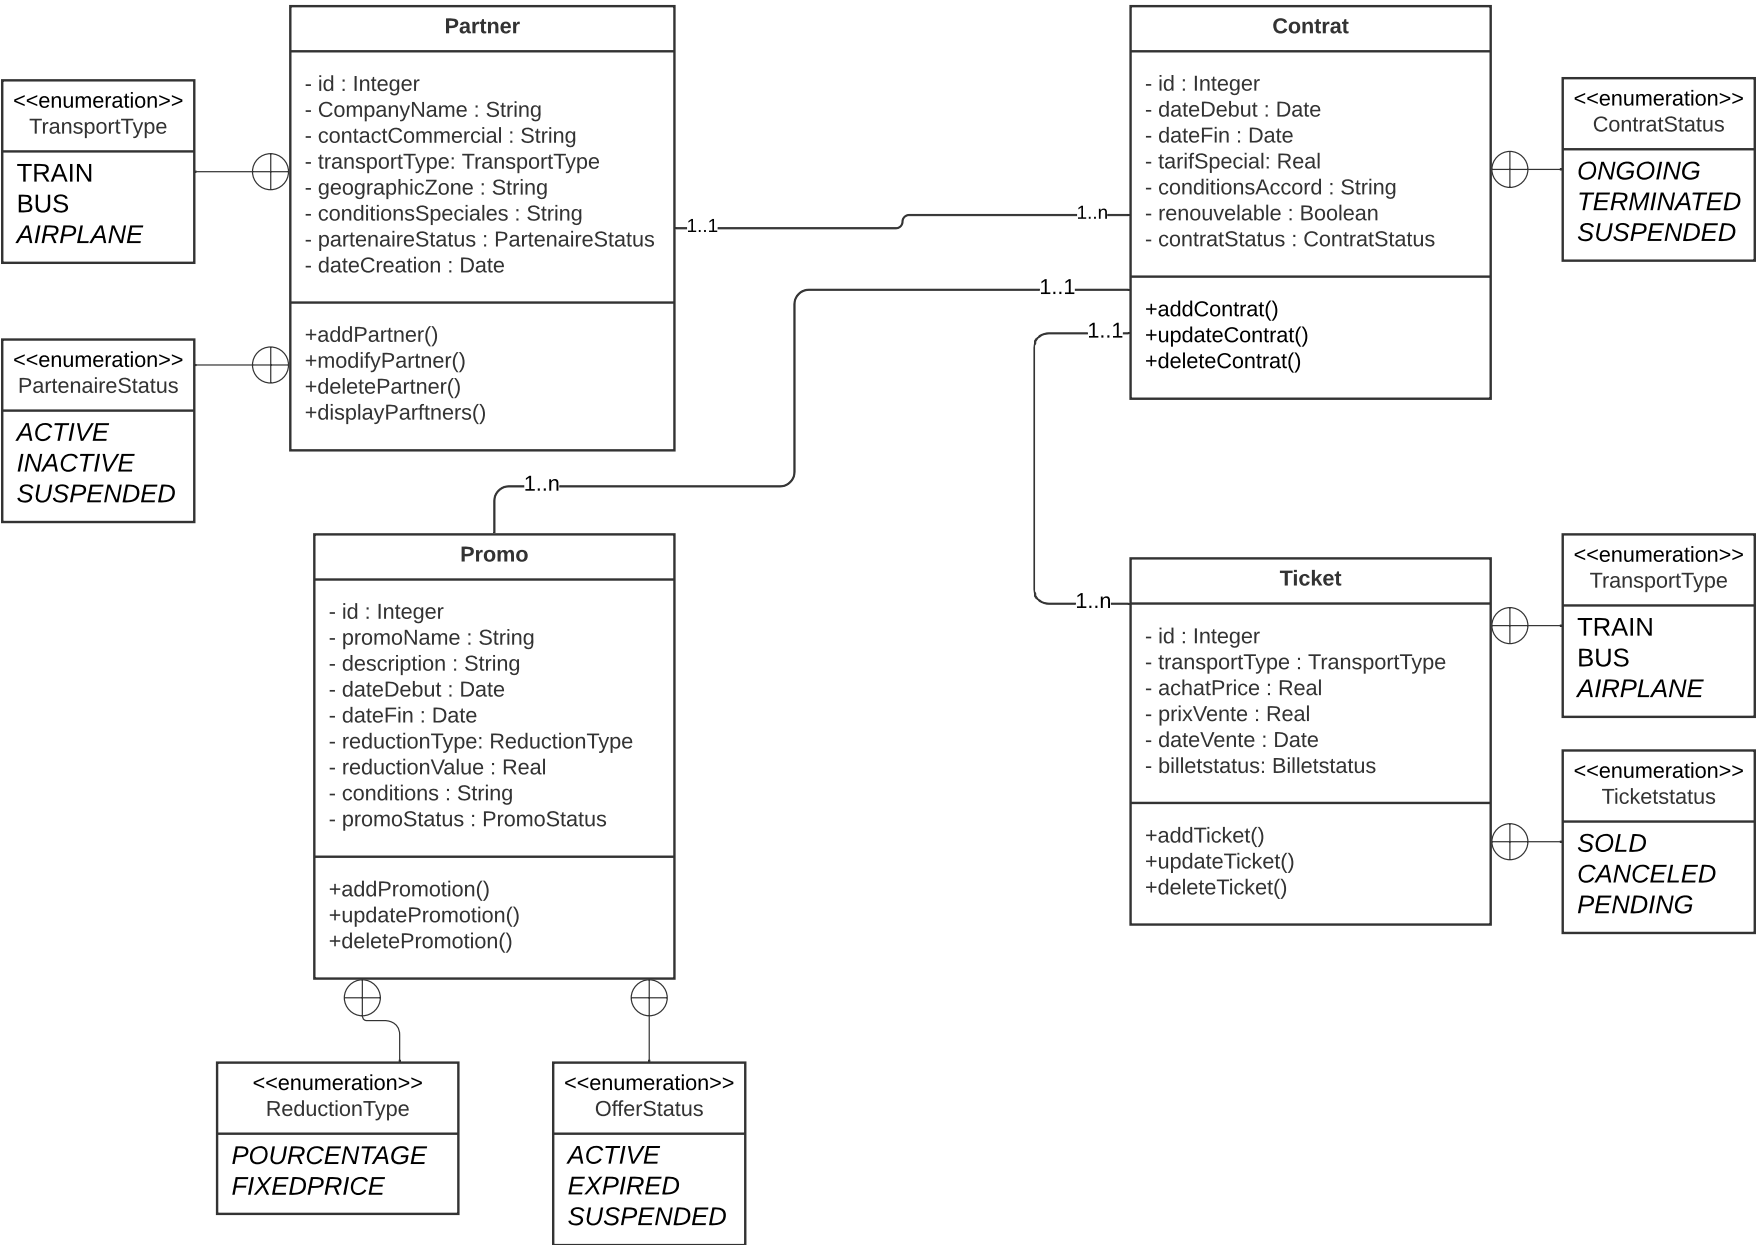 Partner
- id : Integer
- CompanyName : String
- contactCommercial : String
- transportType: TransportType
- geographicZone : String
- conditionsSpeciales : String
- partenaireStatus : PartenaireStatus
- dateCreation : Date
+addPartner()
+modifyPartner()
+deletePartner()
+displayParftners()
<<enumeration>>
TransportType
TRAIN
BUS
AIRPLANE
<<enumeration>>
PartenaireStatus
ACTIVE
INACTIVE
SUSPENDED
1..1
1..n
Contrat
- id : Integer
- dateDebut : Date
- dateFin : Date
- tarifSpecial: Real
- conditionsAccord : String
- renouvelable : Boolean
- contratStatus : ContratStatus
+addContrat()
+updateContrat()
+deleteContrat()
<<enumeration>>
ContratStatus
ONGOING
TERMINATED
SUSPENDED
1..1
1..n
1..1
1..n
Promo
- id : Integer
- promoName : String
- description : String
- dateDebut : Date
- dateFin : Date
- reductionType: ReductionType
- reductionValue : Real
- conditions : String
- promoStatus : PromoStatus
+addPromotion()
+updatePromotion()
+deletePromotion()
<<enumeration>>
ReductionType
POURCENTAGE
FIXEDPRICE
<<enumeration>>
OfferStatus
ACTIVE
EXPIRED
SUSPENDED
Ticket
- id : Integer
- transportType : TransportType
- achatPrice : Real
- prixVente : Real
- dateVente : Date
- billetstatus: Billetstatus
+addTicket()
+updateTicket()
+deleteTicket()
<<enumeration>>
TransportType
TRAIN
BUS
AIRPLANE
<<enumeration>>
Ticketstatus
SOLD
CANCELED
PENDING